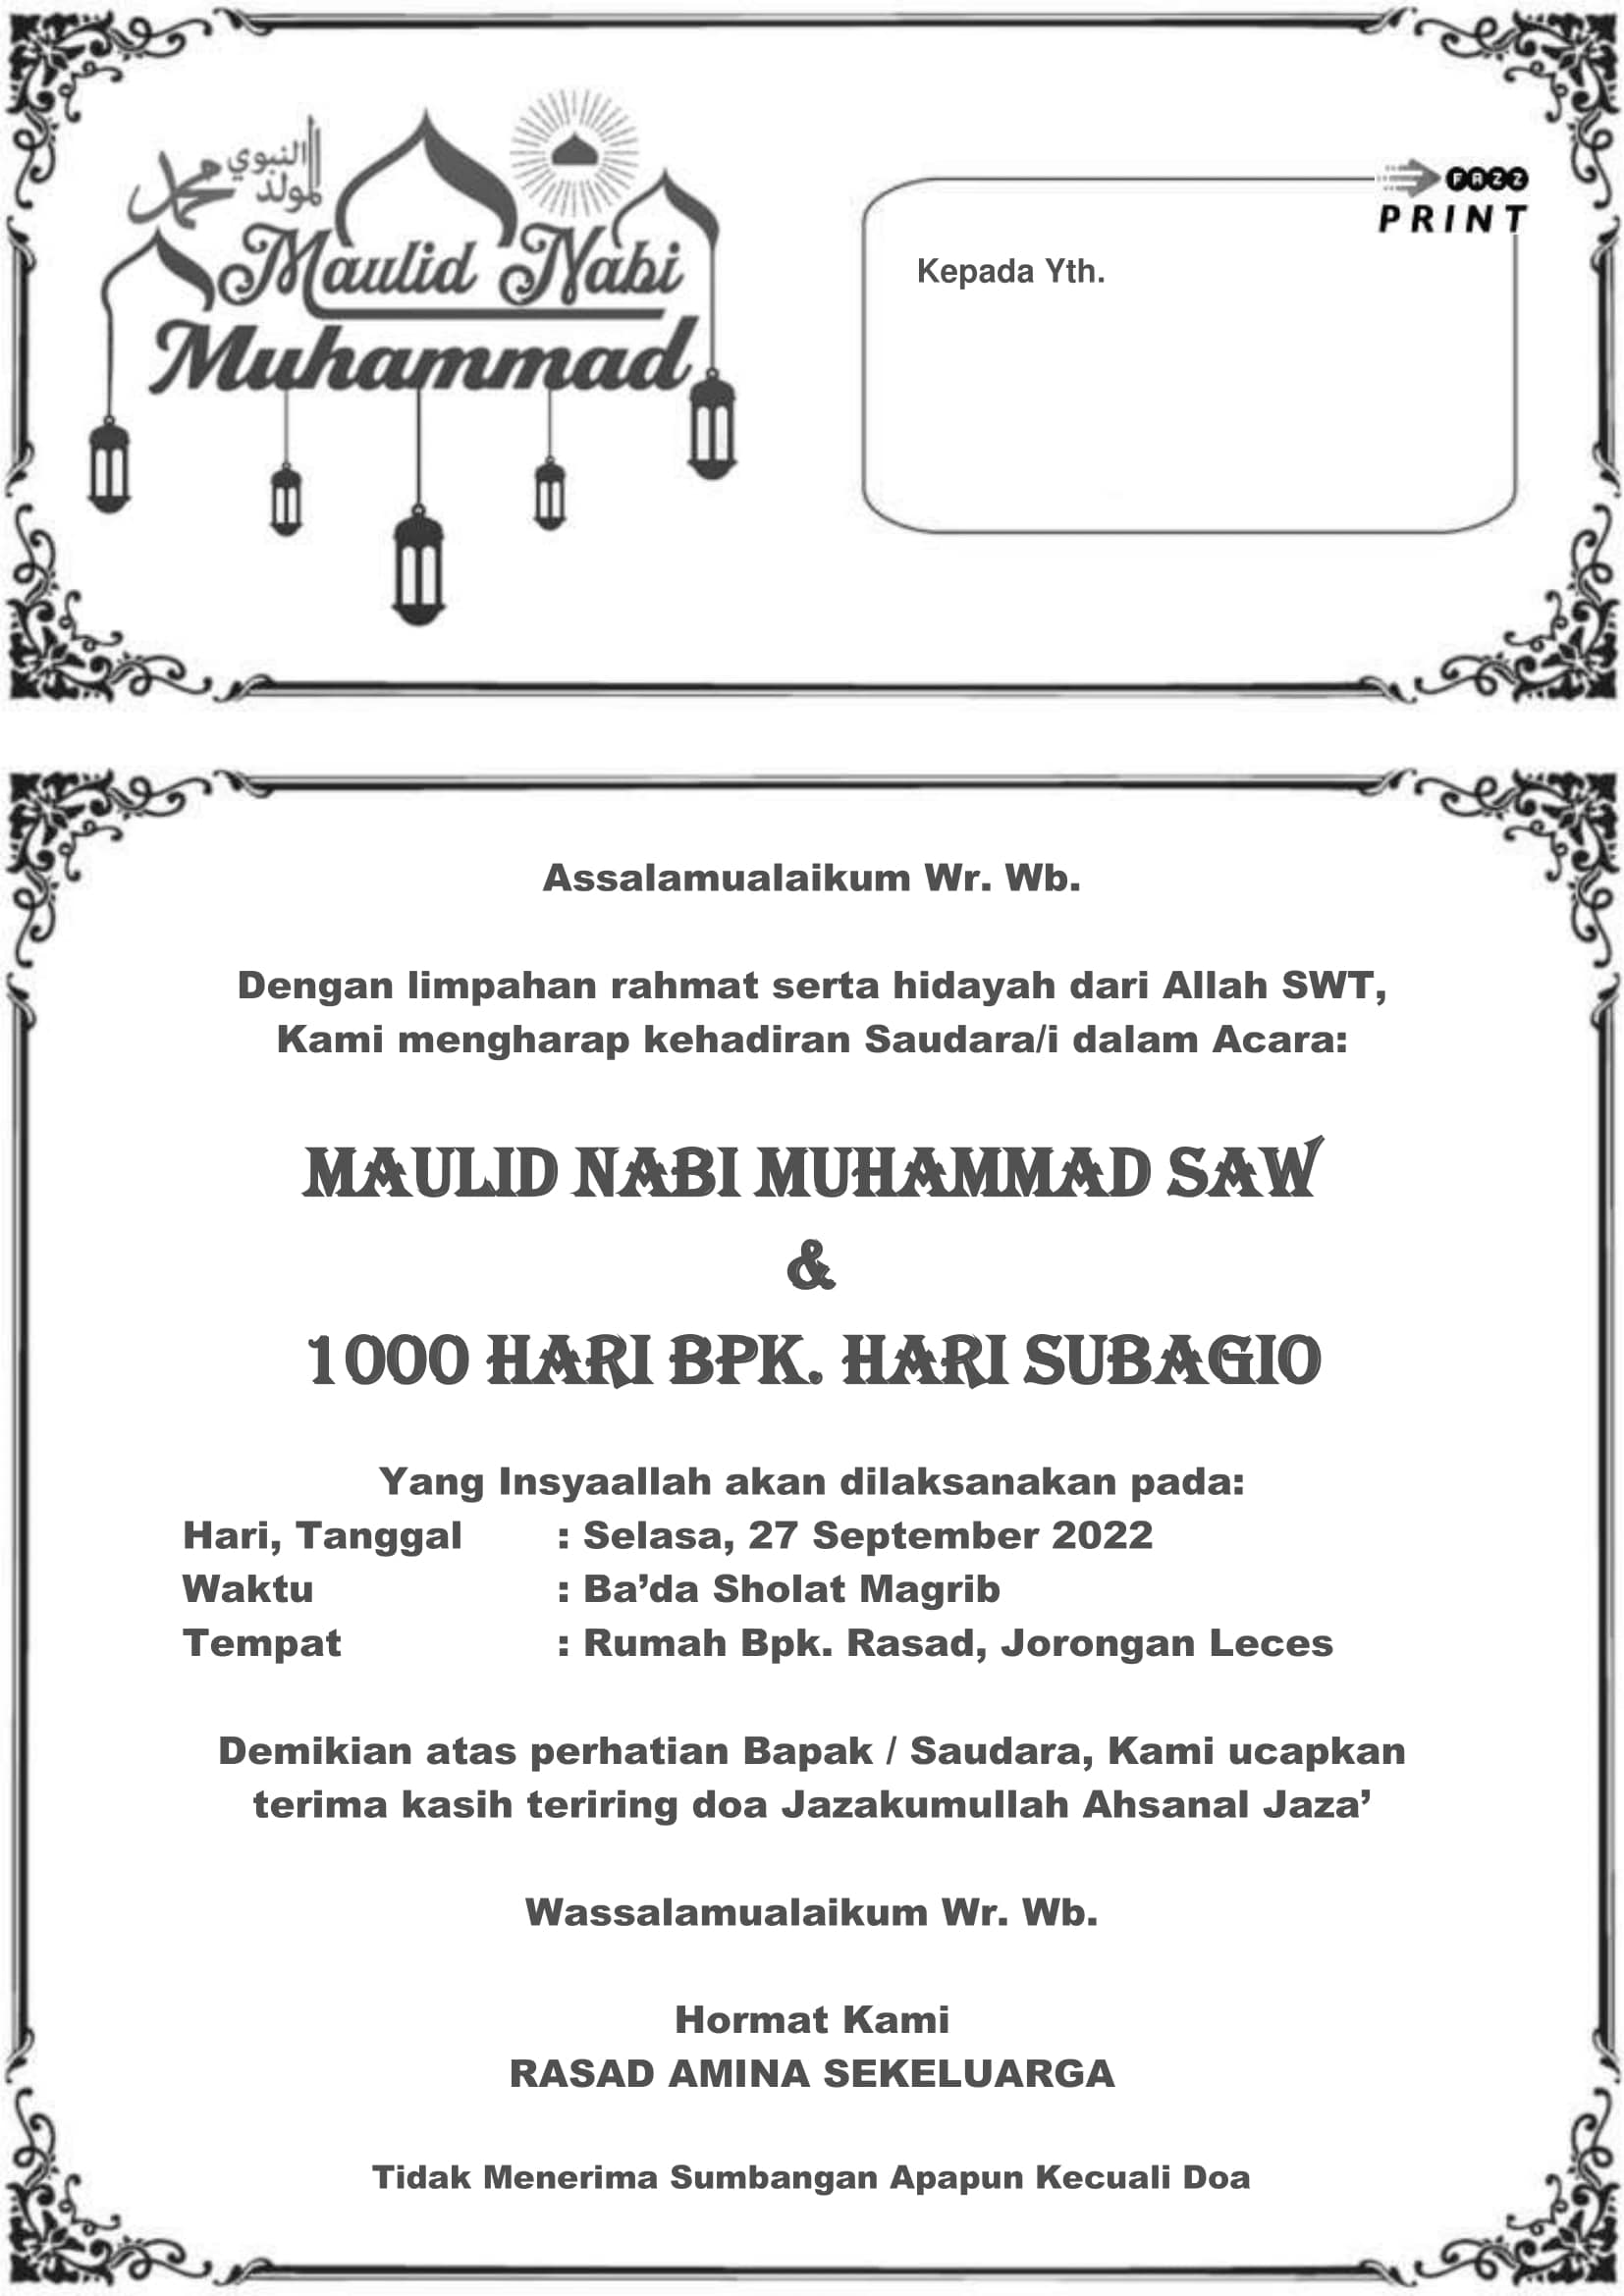 محمد المولد النبوي
Maulid Nabi
Muhammad
FAZZ
PRINT
Kepada Yth.
Assalamualaikum Wr. Wb.
Dengan limpahan rahmat serta hidayah dari Allah SWT,
Kami mengharap kehadiran Saudara/i dalam Acara:
MAULID NABI MUHAMMAD SAW
&
1000 HARI BPK. HARI SUBAGIO
Yang Insyaallah akan dilaksanakan pada:
Hari, Tanggal : Selasa, 27 September 2022
Waktu : Ba’da Sholat Magrib
Tempat : Rumah Bpk. Rasad, Jorongan Leces
Demikian atas perhatian Bapak / Saudara, Kami ucapkan
terima kasih teriring doa Jazakumullah Ahsanal Jaza’
Wassalamualaikum Wr. Wb.
Hormat Kami
RASAD AMINA SEKELUARGA
Tidak Menerima Sumbangan Apapun Kecuali Doa